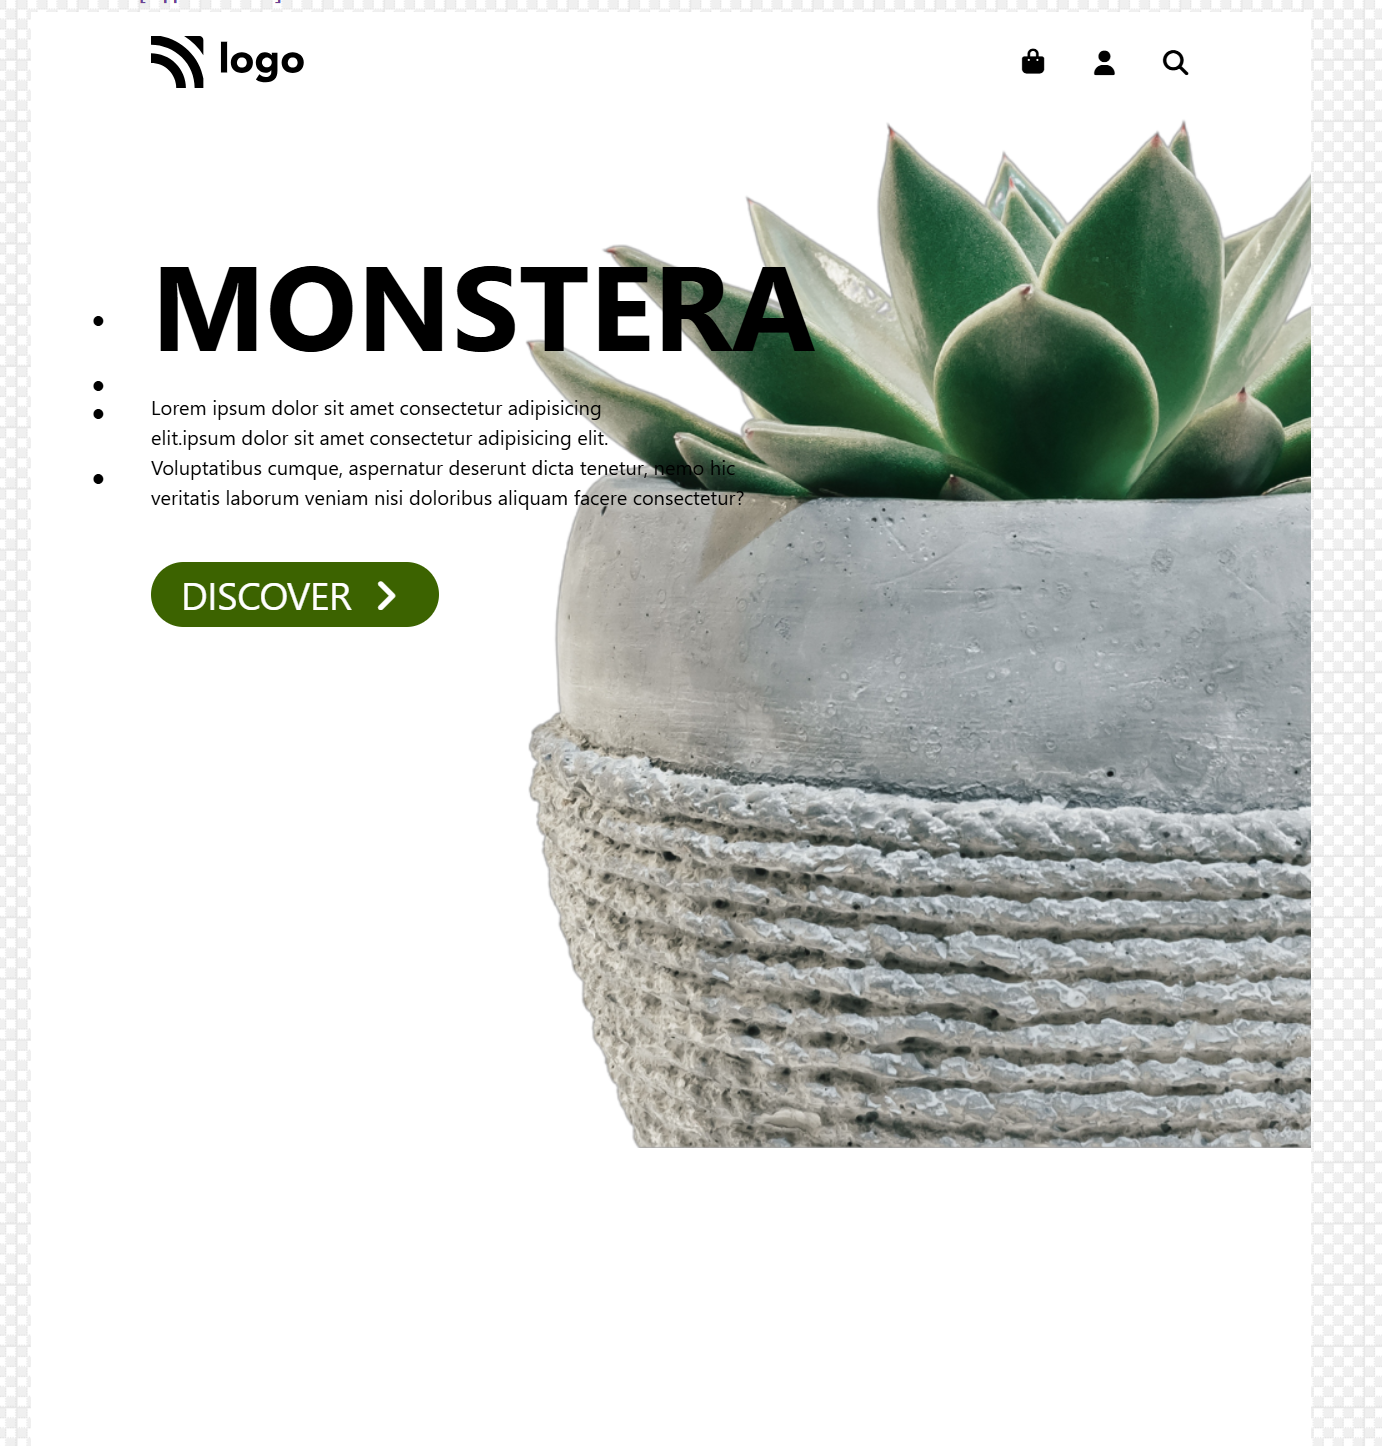 logo
MONSTERA
Lorem ipsum dolor sit amet consectetur adipisicing
elit.ipsum dolor sit amet consectetur adipisicing elit.
Voluptatibus cumque, aspernatur deserunt dicta tenetur, nemo hic
veritatis laborum veniam nisi doloribus aliquam facere consectetur?
DISCOVER